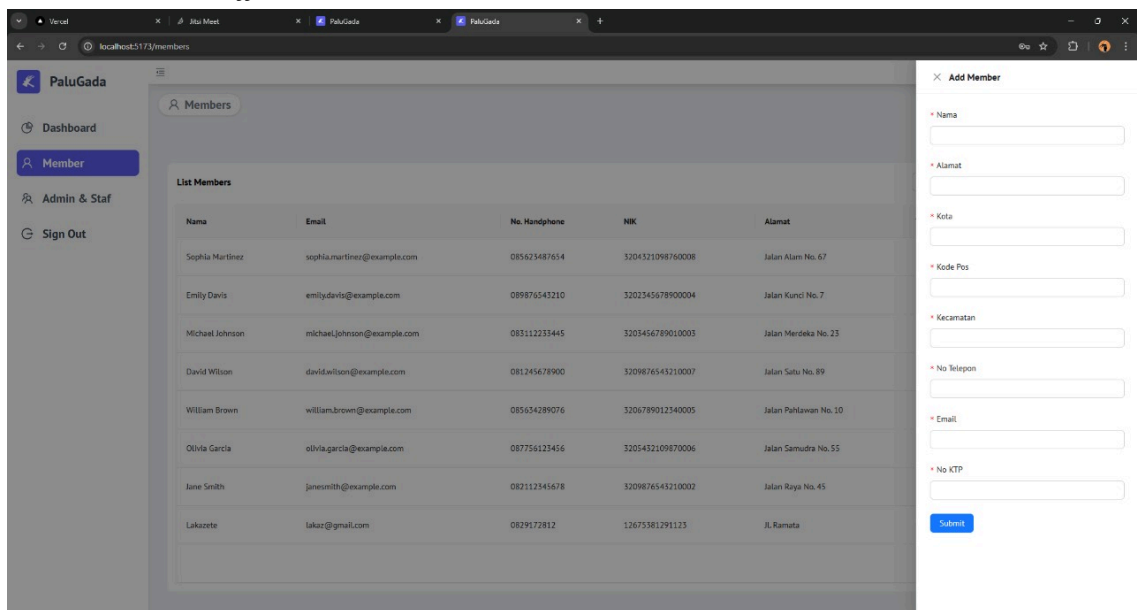 Vercel
Jitsi Meet
PaluGada
PaluGada
localhost:5173/members
PaluGada
Dashboard
Member
Admin & Staf
Sign Out
Members
List Members
Nama Email No. Handphone NIK Alamat
Sophia Martinez sophia.martinez@example.com 085623487654 3204321098760008 Jalan Alam No. 67
Emily Davis emily.davis@example.com 089876543210 3202345678900004 Jalan Kunci No. 7
Michael Johnson michael.johnson@example.com 083112233445 3203456789010003 Jalan Merdeka No. 23
David Wilson david.wilson@example.com 081245678900 3209876543210007 Jalan Satu No. 89
William Brown william.brown@example.com 085634289076 3206789012340005 Jalan Pahlawan No. 10
Olivia Garcia olivia.garcia@example.com 087756123456 3205432109870006 Jalan Samudra No. 55
Jane Smith janesmith@example.com 082112345678 3209876543210002 Jalan Raya No. 45
Lakazete lakaz@gmail.com 0829172812 12675381291123 JL Ramata
Add Member
* Nama
* Alamat
* Kota
* Kode Pos
* Kecamatan
* No Telepon
* Email
* No KTP
Submit